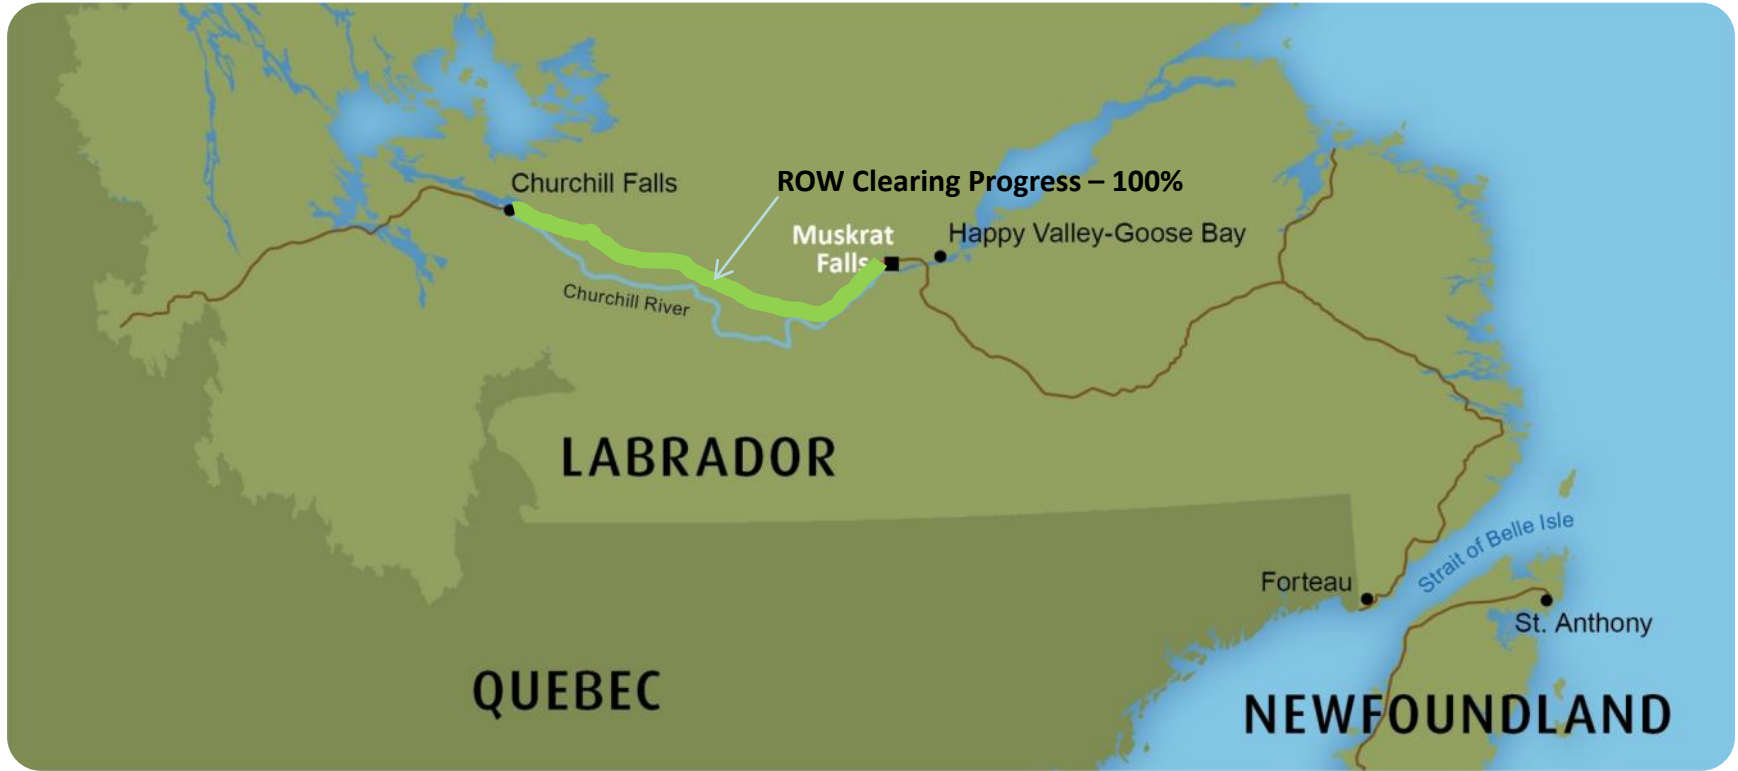 Churchill Falls
ROW Clearing Progress – 100%
Muskrat
Falls
Happy Valley-Goose Bay
Churchill River
LABRADOR
Strait of Belle Isle
Forteau
St. Anthony
QUEBEC
NEWFOUNDLAND